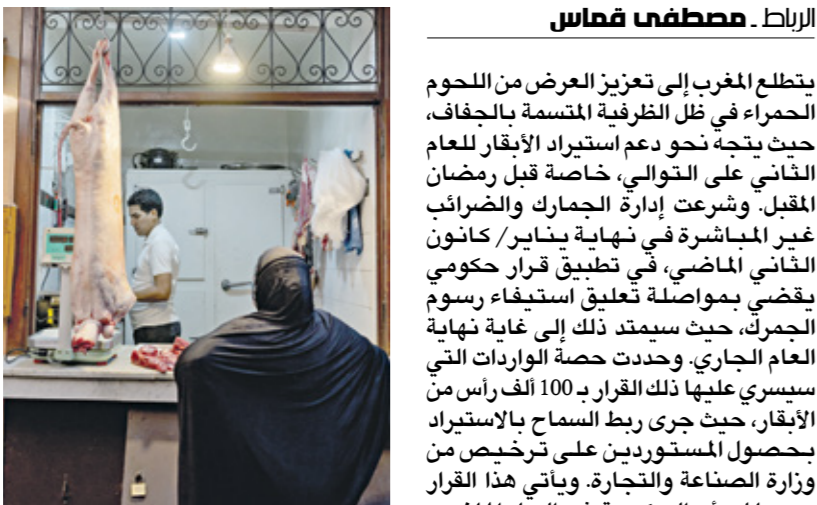 الرباط ـ مصطفى قماس
يتطلع المغرب إلى تعزيز العرض من اللحوم
الحمراء في ظل الظرفية المتسمة بالجفاف،
حيث يتجه نحو دعم استيراد الأبقار للعام
الثاني على التوالي، خاصة قبل رمضان
المقبل. وشرعت إدارة الجمارك والضرائب
غير المباشرة في نهاية يناير/ كانون
الثاني الماضي، في تطبيق قرار حكومي
يقضي بمواصلة تعليق استيفاء رسوم
الجمرك، حيث سيمتد ذلك إلى غاية نهاية
العام الجاري. وحددت حصة الواردات التي
سيسري عليها ذلك القرار بـ 100 ألف رأس من
الأبقار، حيث جرى ربط السماح بالاستيراد
بحصول المستوردين على ترخيص من
وزارة الصناعة والتجارة. ويأتي هذا القرار